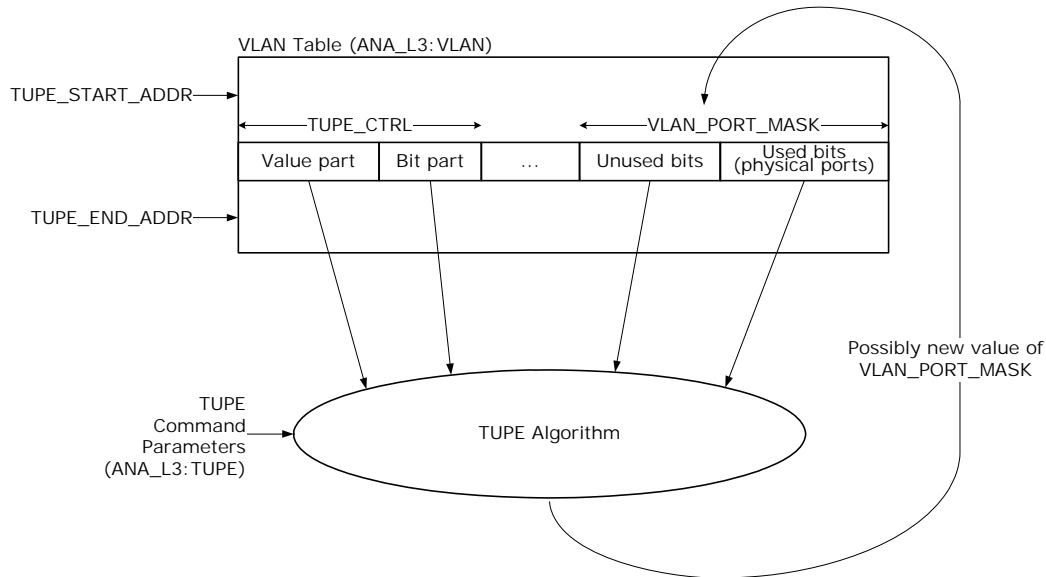 VLAN Table (ANA_L3:VLAN)
TUPE_START_ADDR
TUPE_CTRL
VLAN_PORT_MASK
Value part
Bit part
...
Unused bits
Used bits
(physical ports)
TUPE_END_ADDR
Possibly new value of
VLAN_PORT_MASK
TUPE
Command
Parameters
(ANA_L3:TUPE)
TUPE Algorithm